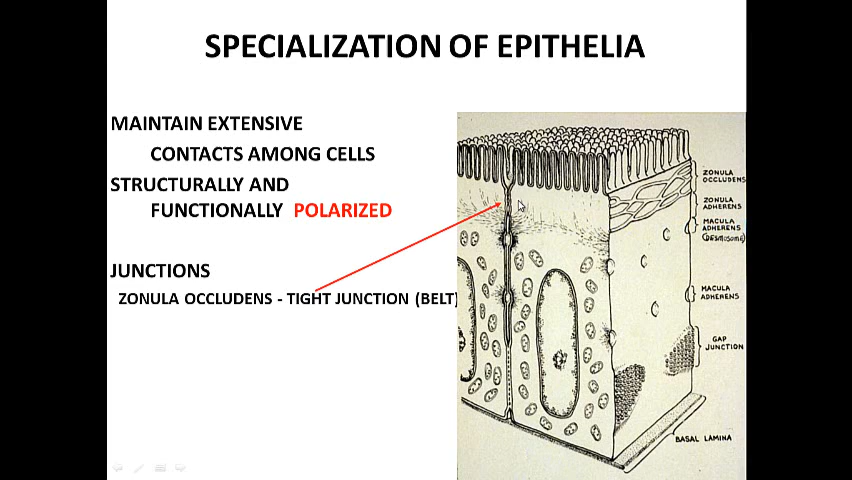 SPECIALIZATION OF EPITHELIA
MAINTAIN EXTENSIVE
CONTACTS AMONG CELLS
STRUCTURALLY AND
FUNCTIONALLY POLARIZED
JUNCTIONS
ZONULA OCCLUDENS - TIGHT JUNCTION (BELT)
ZONULA
OCCLUDENS
ZONULA
ADHERENS
MACULA
ADHERENS
(DESMOSOME)
MACULA
ADHERENS
GAP
JUNCTION
BASAL LAMINA